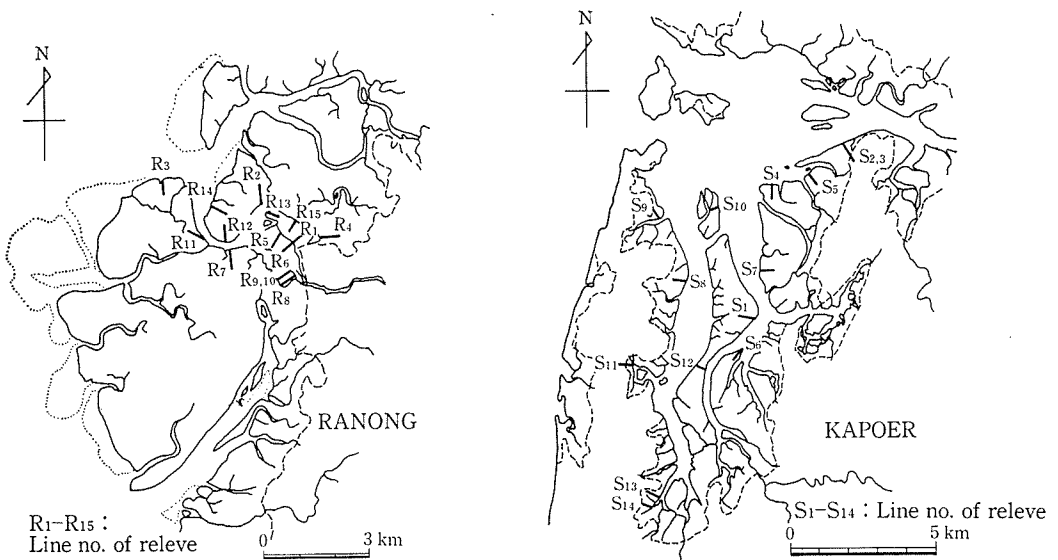 N
R3
R14
R2
R13
R15
R12
R1
R4
R5
R11
R6
R7
R9,10
R8
RANONG
R1-R15 :
Line no. of releve
0 3 km
N
S2,3
S4
S5
S9
S10
S8
S7
S1
S6
S11
S12
KAPOER
S13
S14
S1-S14 : Line no. of releve
0 5 km